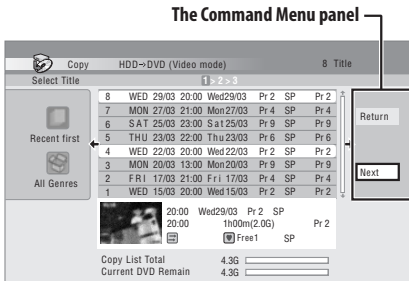 The Command Menu panel
Copy HDD→DVD (Video mode) 8 Title
Select Title 1 > 2 > 3
8 WED 29/03 20:00 Wed29/03 Pr 2 SP Pr 2
7 MON 27/03 21:00 Mon27/03 Pr 4 SP Pr 4
6 SAT 25/03 23:00 Sat25/03 Pr 9 SP Pr 9
5 THU 23/03 22:00 Thu23/03 Pr 6 SP Pr 6
4 WED 22/03 20:00 Wed22/03 Pr 2 SP Pr 2
3 MON 20/03 13:00 Mon20/03 Pr 9 SP Pr 9
2 FRI 17/03 21:00 Fri 17/03 Pr 4 SP Pr 4
1 WED 15/03 20:00 Wed 15/03 Pr 2 SP Pr 2
Recent first
All Genres
Return
Next
20:00 Wed29/03 Pr 2 SP
20:00 1h00m(2.0G) Pr 2
Free1 SP
Copy List Total 4.3G
Current DVD Remain 4.3G